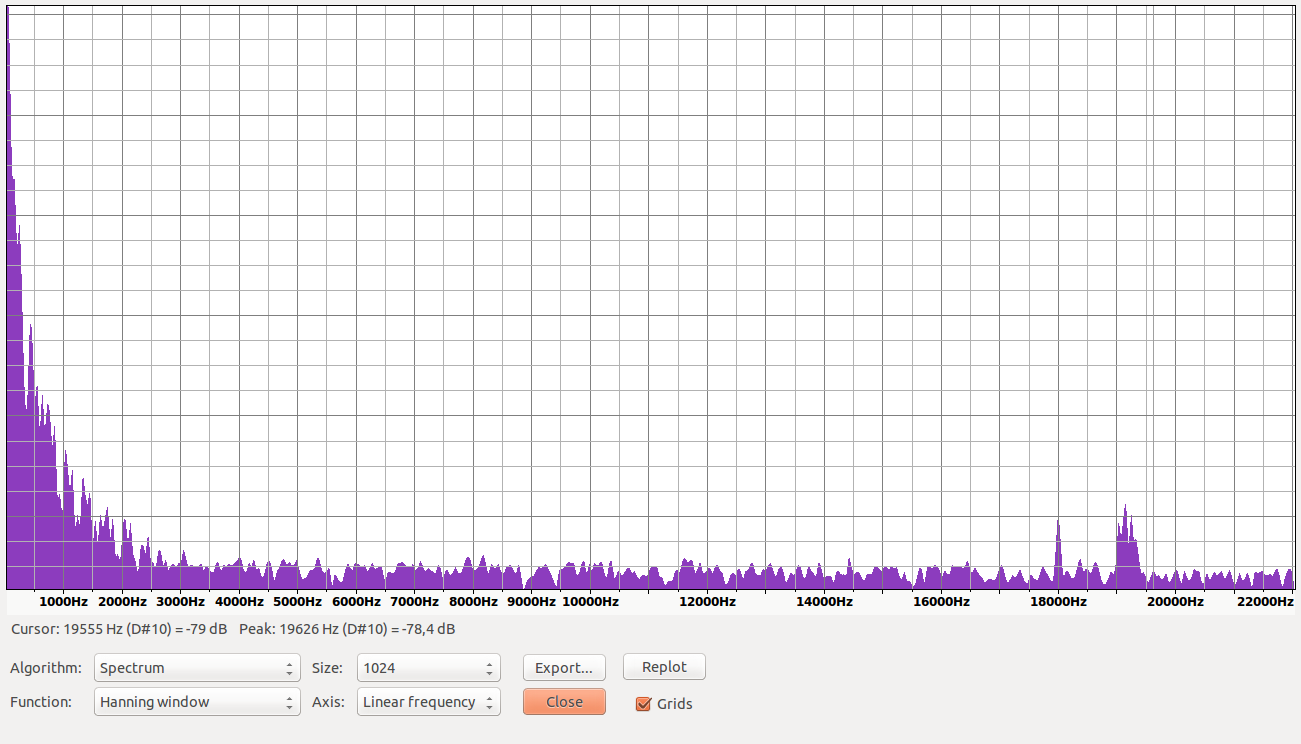 1000Hz 2000Hz 3000Hz 4000Hz 5000Hz 6000Hz 7000Hz 8000Hz 9000Hz 10000Hz 12000Hz 14000Hz 16000Hz 18000Hz 20000Hz 22000Hz
Cursor: 19555 Hz (D#10) = -79 dB Peak: 19626 Hz (D#10) = -78,4 dB
Algorithm: Spectrum Size: 1024 Export... Replot
Function: Hanning window Axis: Linear frequency Close Grids